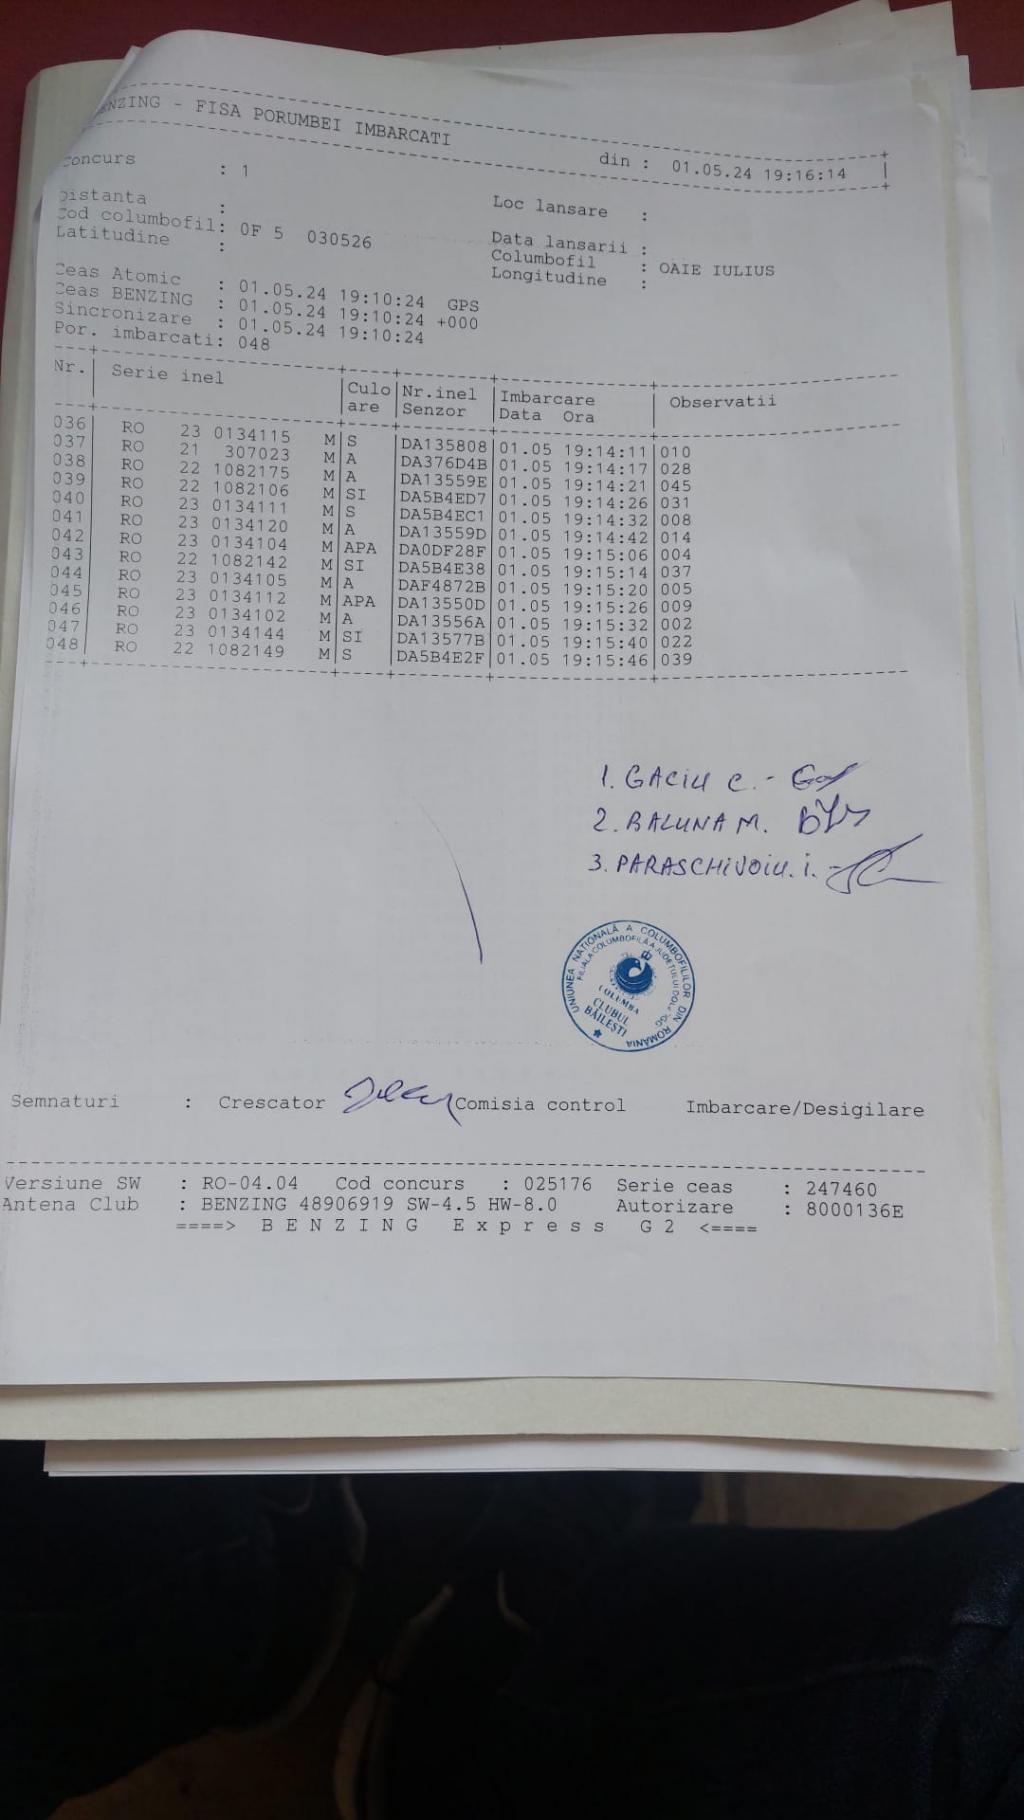 NZING - FISA PORUMBEI IMBARCATI
din : 01.05.24 19:16:14
Concurs : 1
Distanta : Loc lansare :
Cod columbofil: 0F 5 030526 Data lansarii :
Latitudine : Columbofil : OAIE IULIUS
Longitudine :
Ceas Atomic : 01.05.24 19:10:24 GPS
Ceas BENZING : 01.05.24 19:10:24 +000
Sincronizare : 01.05.24 19:10:24
Por. imbarcati: 048
Nr.| Serie inel |Culo|Nr.inel |Imbarcare | Observatii
|are |Senzor |Data Ora |
036| RO 23 0134115 M|S |DA135808|01.05 19:14:11|010
037| RO 21 307023 M|A |DA376D4B|01.05 19:14:17|028
038| RO 22 1082175 M|A |DA13559E|01.05 19:14:21|045
039| RO 22 1082106 M|SI |DA5B4ED7|01.05 19:14:26|031
040| RO 23 0134111 M|S |DA5B4EC1|01.05 19:14:32|008
041| RO 23 0134120 M|A |DA13559D|01.05 19:14:42|014
042| RO 23 0134104 M|APA |DA0DF28F|01.05 19:15:06|004
043| RO 22 1082142 M|SI |DA5B4E38|01.05 19:15:14|037
044| RO 23 0134105 M|A |DAF4872B|01.05 19:15:20|005
045| RO 23 0134112 M|APA |DA13550D|01.05 19:15:26|009
046| RO 23 0134102 M|A |DA13556A|01.05 19:15:32|002
047| RO 23 0134144 M|SI |DA13577B|01.05 19:15:40|022
048| RO 22 1082149 M|S |DA5B4E2F|01.05 19:15:46|039
1. GACIU C. -
2. BALUNA M.
3. PARASCHIVOIU. i. -
UNIUNEA NAȚIONALĂ A COLUMBOFILILOR DIN ROMÂNIA
FILIALA COLUMBOFILĂ A JUDEȚULUI DOLJ
COLUMBA
CLUBUL
BĂILEȘTI
Semnaturi : Crescator Comisia control Imbarcare/Desigilare
Versiune SW : RO-04.04 Cod concurs : 025176 Serie ceas : 247460
Antena Club : BENZING 48906919 SW-4.5 HW-8.0 Autorizare : 8000136E
====> B E N Z I N G E x p r e s s G 2 <====